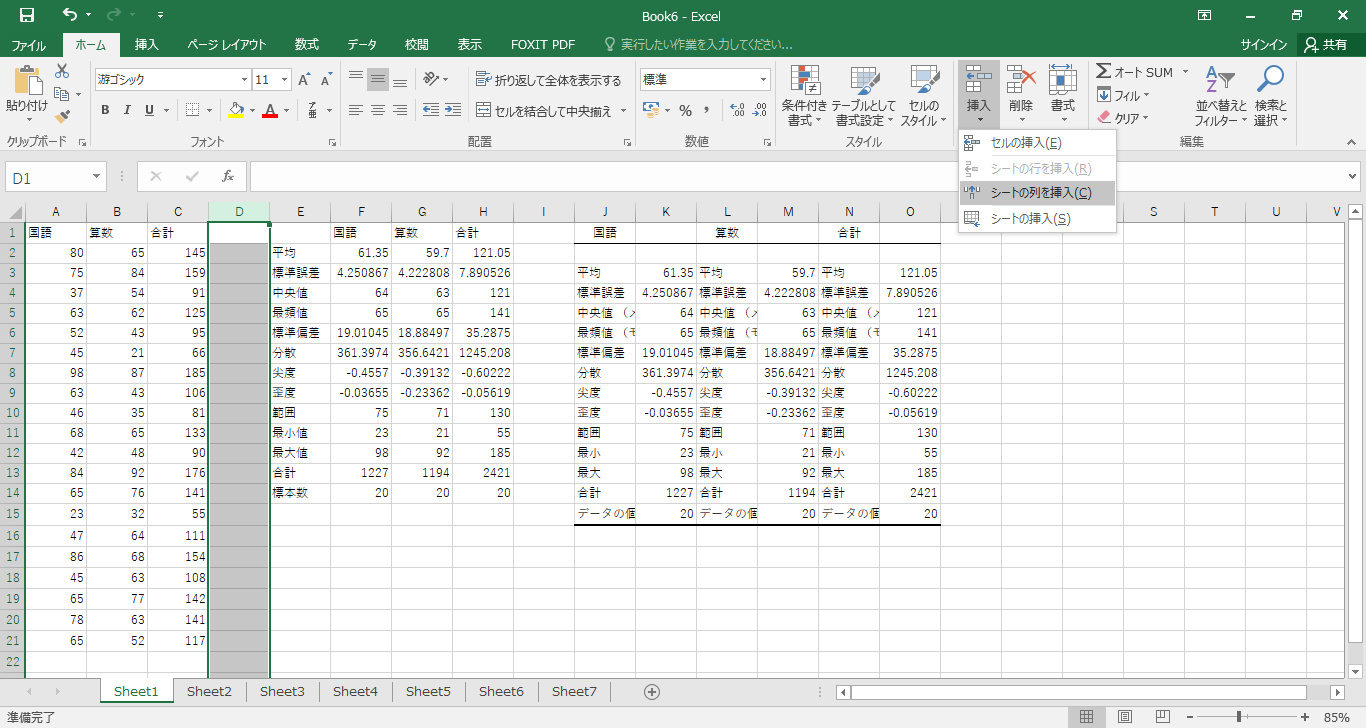 Book6 - Excel
ファイル ホーム 挿入 ページ レイアウト 数式 データ 校閲 表示 FOXIT PDF 実行したい作業を入力してください... サインイン 共有
貼り付け
クリップボード
游ゴシック 11
B I U
フォント
折り返して全体を表示する
セルを結合して中央揃え
配置
標準
% ,
数値
条件付き書式 テーブルとして書式設定 セルのスタイル
スタイル
挿入 削除 書式
オート SUM
フィル
クリア
並べ替えとフィルター 検索と選択
編集
セルの挿入(E)
シートの行を挿入(R)
シートの列を挿入(C)
シートの挿入(S)
D1 fx
A B C D E F G H I J K L M N O S T U V
1 国語 算数 合計 国語 算数 合計 国語 算数 合計
2 80 65 145 平均 61.35 59.7 121.05
3 75 84 159 標準誤差 4.250867 4.222808 7.890526 平均 61.35 平均 59.7 平均 121.05
4 37 54 91 中央値 64 63 121 標準誤差 4.250867 標準誤差 4.222808 標準誤差 7.890526
5 63 62 125 最頻値 65 65 141 中央値（メ 64 中央値（メ 63 中央値（メ 121
6 52 43 95 標準偏差 19.01045 18.88497 35.2875 最頻値（モ 65 最頻値（モ 65 最頻値（モ 141
7 45 21 66 分散 361.3974 356.6421 1245.208 標準偏差 19.01045 標準偏差 18.88497 標準偏差 35.2875
8 98 87 185 尖度 -0.4557 -0.39132 -0.60222 分散 361.3974 分散 356.6421 分散 1245.208
9 63 43 106 歪度 -0.03655 -0.23362 -0.05619 尖度 -0.4557 尖度 -0.39132 尖度 -0.60222
10 46 35 81 範囲 75 71 130 歪度 -0.03655 歪度 -0.23362 歪度 -0.05619
11 68 65 133 最小値 23 21 55 範囲 75 範囲 71 範囲 130
12 42 48 90 最大値 98 92 185 最小 23 最小 21 最小 55
13 84 92 176 合計 1227 1194 2421 最大 98 最大 92 最大 185
14 65 76 141 標本数 20 20 20 合計 1227 合計 1194 合計 2421
15 23 32 55 データの個 20 データの個 20 データの個 20
16 47 64 111
17 86 68 154
18 45 63 108
19 65 77 142
20 78 63 141
21 65 52 117
22
Sheet1 Sheet2 Sheet3 Sheet4 Sheet5 Sheet6 Sheet7
準備完了 85%